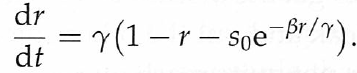 dr/dt = γ(1 − r − s₀e^{−βr/γ}).